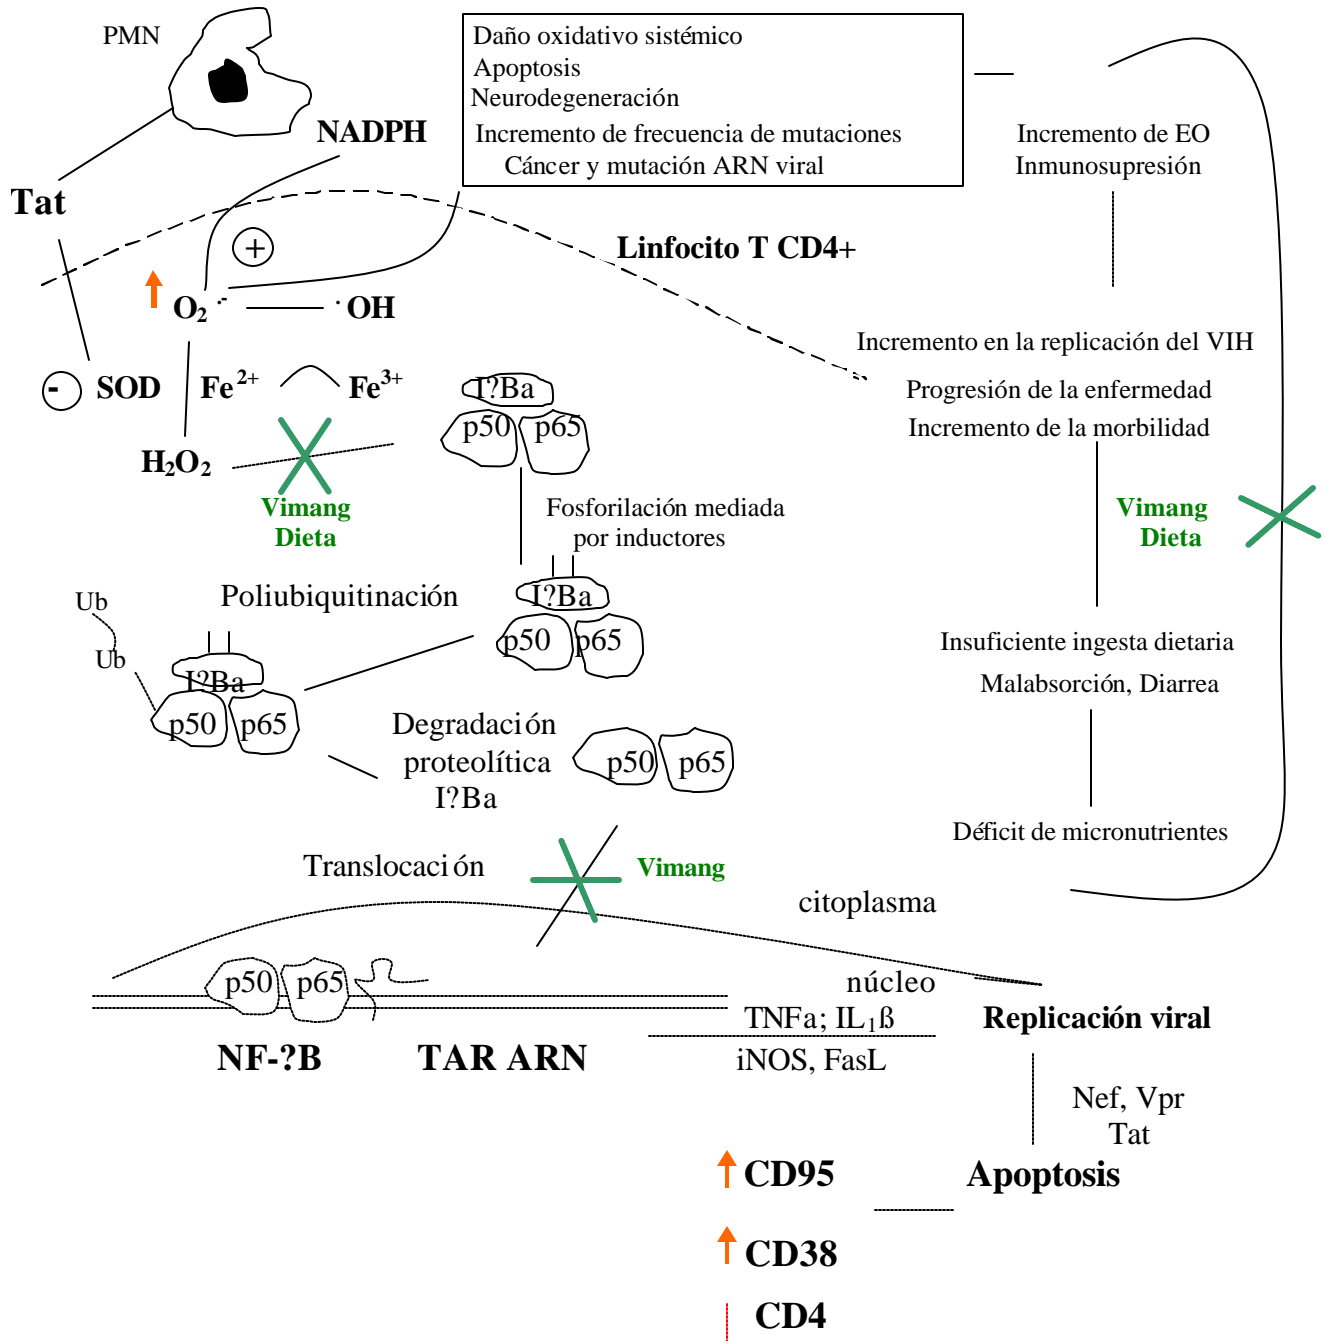 PMN
NADPH
Tat
Daño oxidativo sistémico
Apoptosis
Neurodegeneración
Incremento de frecuencia de mutaciones
Cáncer y mutación ARN viral
Incremento de EO
Inmunosupresión
Linfocito T CD4+
+
O₂ ·-
·OH
- SOD
Fe²⁺
Fe³⁺
H₂O₂
Vimang
Dieta
I?Ba
p50
p65
Incremento en la replicación del VIH
Progresión de la enfermedad
Incremento de la morbilidad
Vimang
Dieta
Fosforilación mediada
por inductores
I?Ba
p50
p65
Poliubiquitinación
Ub
Ub
I?Ba
p50
p65
Insuficiente ingesta dietaria
Malabsorción, Diarrea
Degradación
proteolítica
I?Ba
p50
p65
Déficit de micronutrientes
Translocación
Vimang
citoplasma
núcleo
p50
p65
NF-?B
TAR ARN
TNFa; IL₁ß
iNOS, FasL
Replicación viral
Nef, Vpr
Tat
CD95
Apoptosis
CD38
CD4